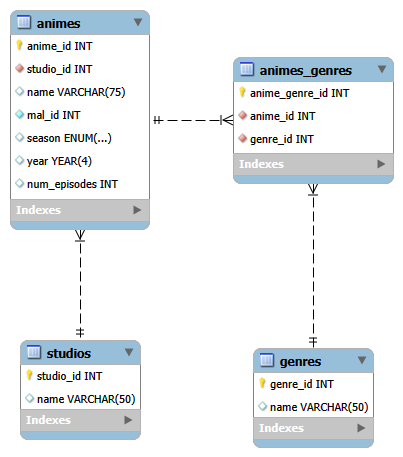 animes
anime_id INT
studio_id INT
name VARCHAR(75)
mal_id INT
season ENUM(...)
year YEAR(4)
num_episodes INT
Indexes
animes_genres
anime_genre_id INT
anime_id INT
genre_id INT
Indexes
studios
studio_id INT
name VARCHAR(50)
Indexes
genres
genre_id INT
name VARCHAR(50)
Indexes